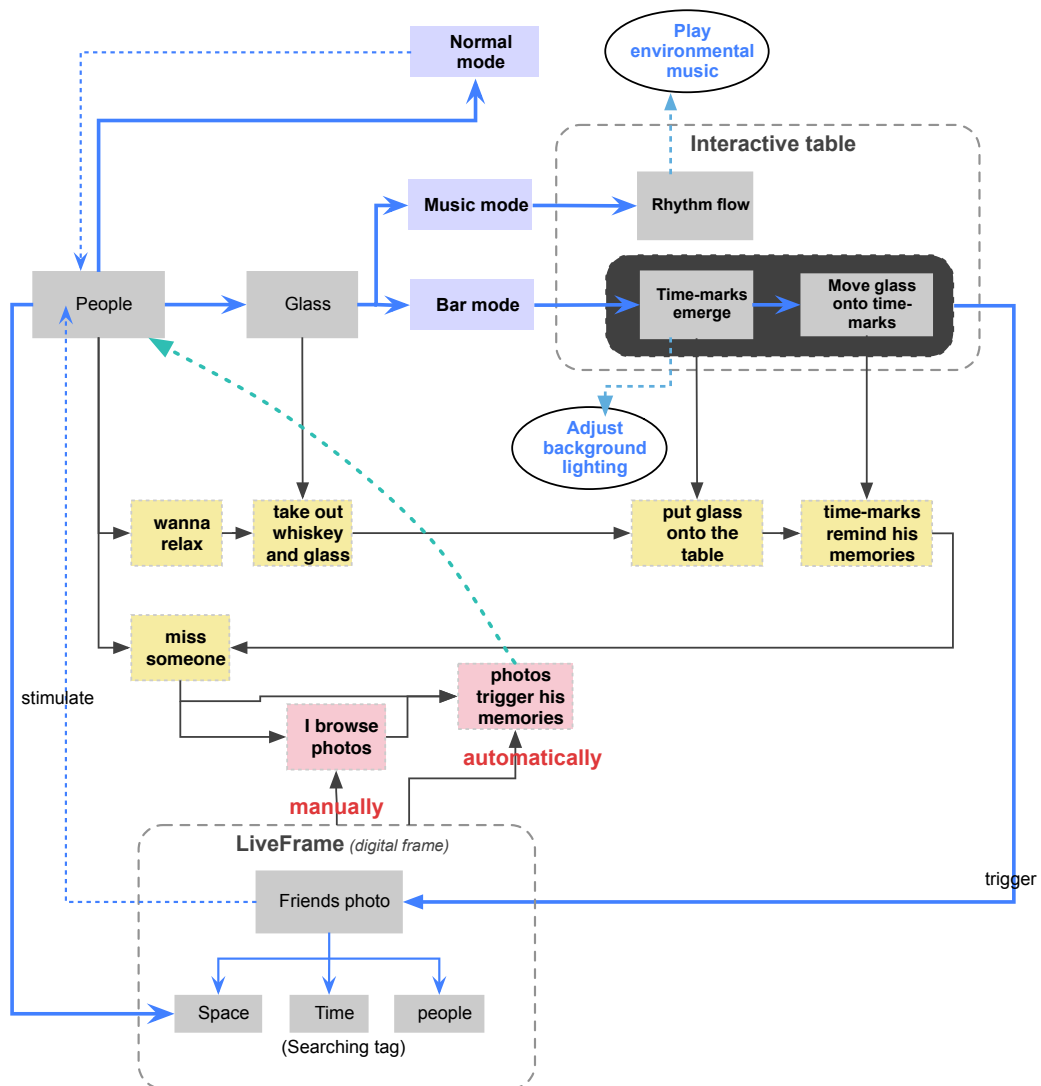 Play
environmental
music
Normal
mode
Interactive table
Music mode
Rhythm flow
People
Glass
Bar mode
Time-marks
emerge
Move glass
onto time-
marks
Adjust
background
lighting
wanna
relax
take out
whiskey
and glass
put glass
onto the
table
time-marks
remind his
memories
miss
someone
photos
trigger his
memories
stimulate
I browse
photos
automatically
manually
LiveFrame (digital frame)
trigger
Friends photo
Space
Time
people
(Searching tag)